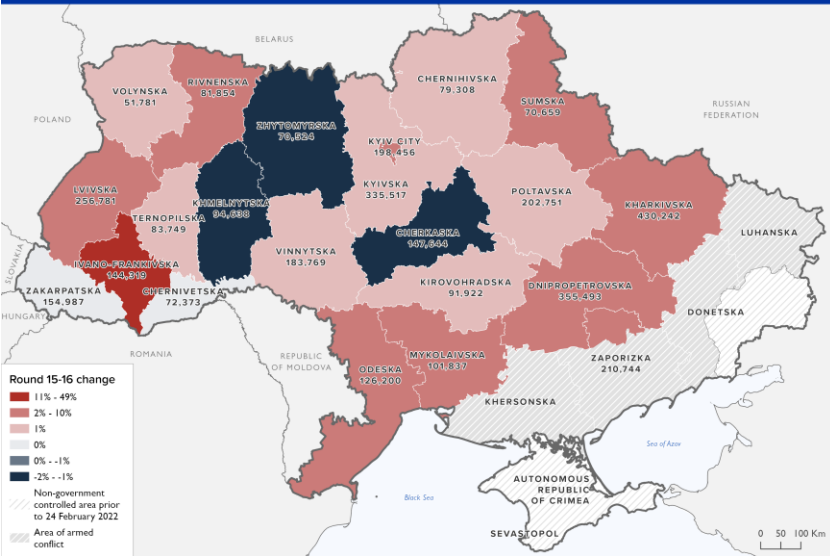 BELARUS
POLAND
RUSSIAN
FEDERATION
SLOVAKIA
HUNGARY
ROMANIA
REPUBLIC
OF MOLDOVA
VOLYNSKA
51.781
RIVNENSKA
81,854
ZHYTOMYRSKA
70,524
CHERNIHIVSKA
79.308
SUMSKA
70,659
KYIV CITY
198,456
KYIVSKA
335.517
LVIVSKA
256,781
TERNOPILSKA
83.749
KHMELNYTSKA
94,638
CHERKASKA
147,644
POLTAVSKA
202.751
KHARKIVSKA
430,242
LUHANSKA
IVANO-FRANKIVSKA
144,319
VINNYTSKA
183.769
ZAKARPATSKA
154.987
CHERNIVETSKA
72,373
KIROVOHRADSKA
91.922
DNIPROPETROVSKA
355,493
DONETSKA
ODESKA
126,200
MYKOLAIVSKA
101,837
ZAPORIZKA
210.744
KHERSONSKA
Sea of Azov
Black Sea
AUTONOMOUS
REPUBLIC
OF CRIMEA
SEVASTOPOL
Round 15-16 change
11% - 49%
2% - 10%
1%
0%
0% - -1%
-2% - -1%
Non-government
controlled area prior
to 24 February 2022
Area of armed
conflict
0 50 100 Km